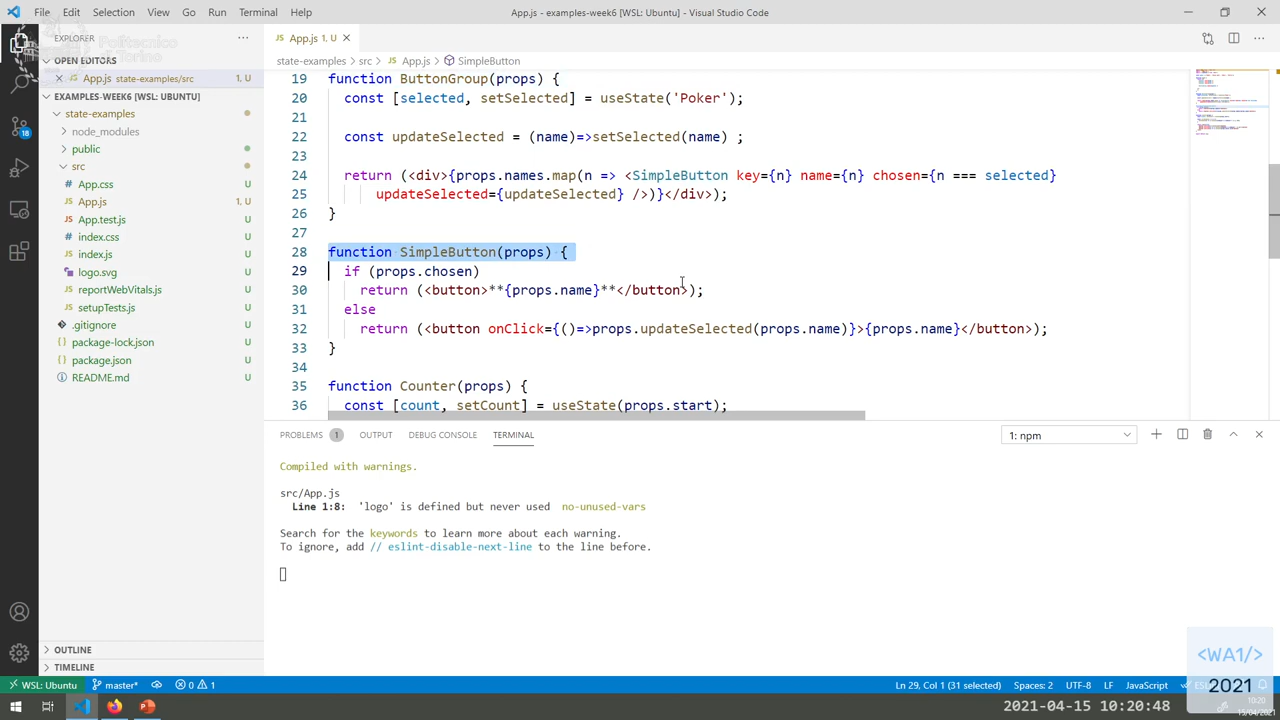 File Edit Selection View Go Run Terminal Help
App.js - examples-week6 [WSL: Ubuntu] - Visual Studio Code
EXPLORER
Politecnico
Torino
OPEN EDITORS
App.js state-examples/src 1, U
EXAMPLES-WEEK6 [WSL: UBUNTU]
state-examples
node_modules
public
src
App.css U
App.js 1, U
App.test.js U
index.css U
index.js U
logo.svg U
reportWebVitals.js U
setupTests.js U
.gitignore U
package-lock.json U
package.json U
README.md U
OUTLINE
TIMELINE
18
App.js 1, U
state-examples > src > App.js > SimpleButton
19 function ButtonGroup(props) {
20 const [selected, setSelected] = useState('Poker');
21
22 const updateSelected = (name)=>setSelected(name) ;
23
24 return (<div>{props.names.map(n => <SimpleButton key={n} name={n} chosen={n === selected}
25 updateSelected={updateSelected} />)}</div>);
26 }
27
28 function SimpleButton(props) {
29 if (props.chosen)
30 return (<button>**{props.name}**</button>);
31 else
32 return (<button onClick={()=>props.updateSelected(props.name)}>{props.name}</button>);
33 }
34
35 function Counter(props) {
36 const [count, setCount] = useState(props.start);
PROBLEMS 1 OUTPUT DEBUG CONSOLE TERMINAL
1: npm
Compiled with warnings.
src/App.js
Line 1:8: 'logo' is defined but never used no-unused-vars
Search for the keywords to learn more about each warning.
To ignore, add // eslint-disable-next-line to the line before.
<WA1/>
2021
WSL: Ubuntu master* 0 1
Ln 29, Col 1 (31 selected) Spaces: 2 UTF-8 LF JavaScript
2021-04-15 10:20:48
10:20
15/04/2021